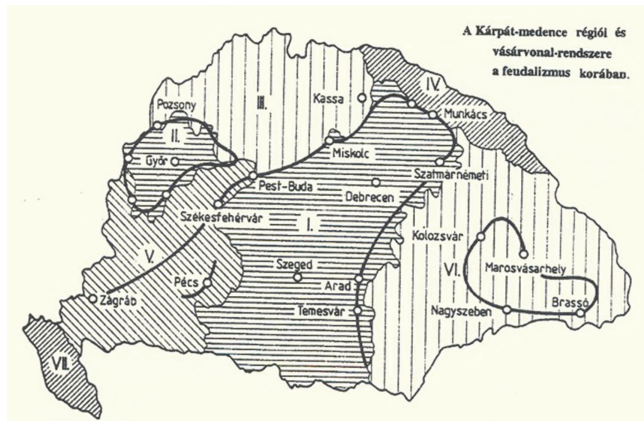 A Kárpát-medence régiói és
vásárvonal-rendszere
a feudalizmus korában.
IV.
Kassa
III.
Munkács
Pozsony
II.
Miskolc
Győr
Szatmárnémeti
Pest-Buda
Debrecen
Székesfehérvár
I.
Kolozsvár
V.
Szeged
VI.
Marosvásárhely
Pécs
Arad
Zágráb
Temesvár
Nagyszeben
Brassó
VII.